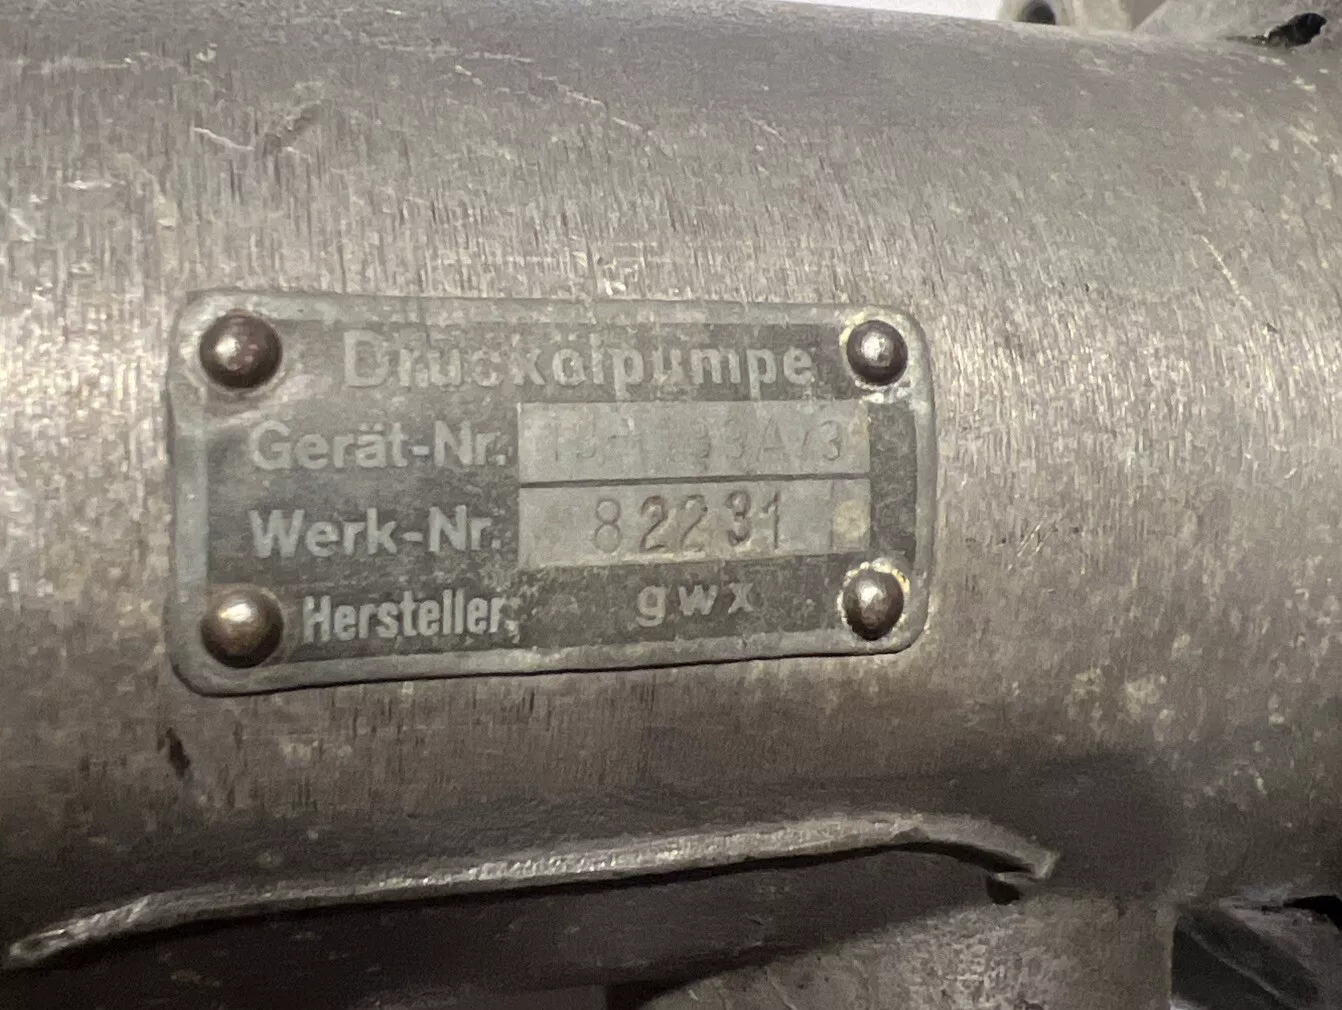 Druckölpumpe
Gerät-Nr.
Werk-Nr. 82231
Hersteller: gwx